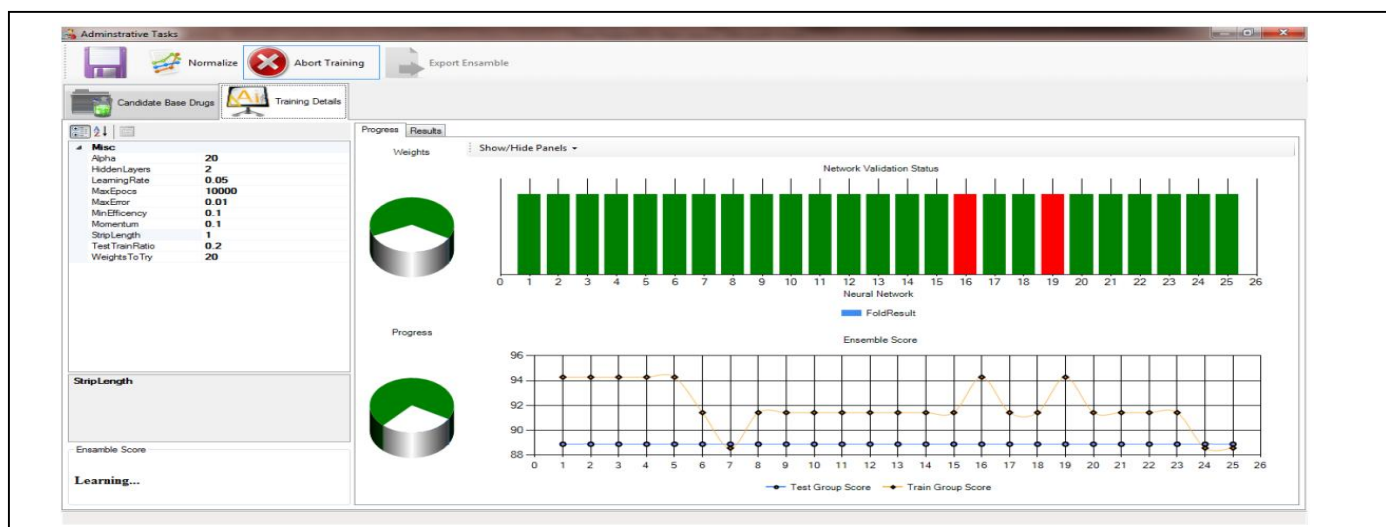 Adminstrative Tasks
Normalize
Abort Training
Export Ensamble
Candidate Base Drugs
Training Details
Misc
Alpha 20
HiddenLayers 2
LearningRate 0.05
MaxEpocs 10000
MaxError 0.01
MinEfficency 0.1
Momentum 0.1
StripLength 1
TestTrainRatio 0.2
WeightsToTry 20
StripLength
Ensamble Score
Learning...
Progress Results
Weights
Show/Hide Panels
Network Validation Status
0 1 2 3 4 5 6 7 8 9 10 11 12 13 14 15 16 17 18 19 20 21 22 23 24 25 26
Neural Network
FoldResult
Progress
Ensemble Score
96
94
92
90
88
0 1 2 3 4 5 6 7 8 9 10 11 12 13 14 15 16 17 18 19 20 21 22 23 24 25 26
Test Group Score Train Group Score